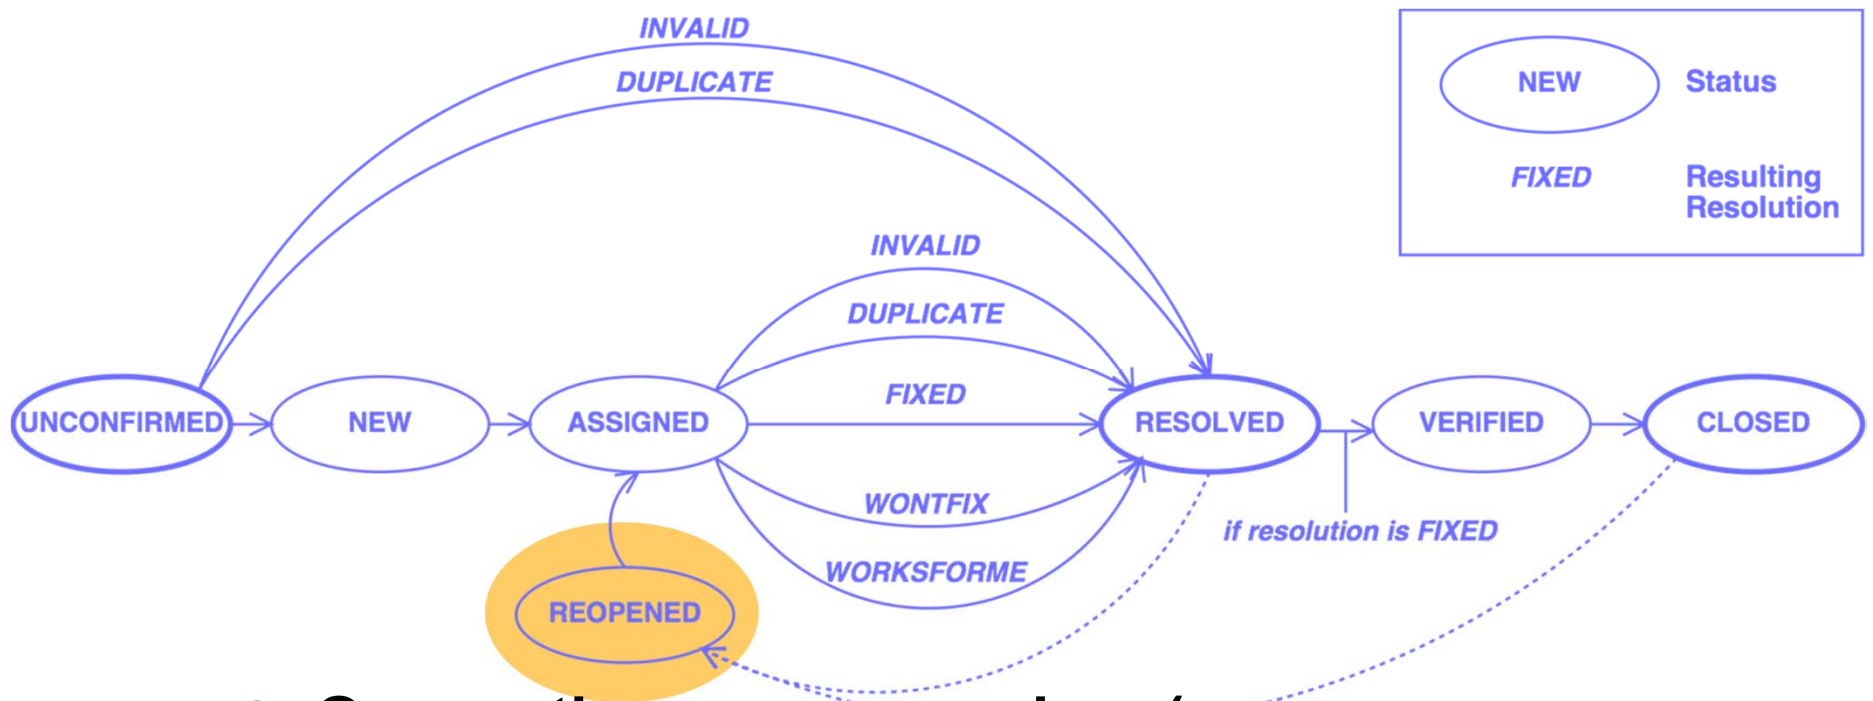 INVALID
DUPLICATE
NEW Status
FIXED Resulting
Resolution
INVALID
DUPLICATE
FIXED
UNCONFIRMED NEW ASSIGNED RESOLVED VERIFIED CLOSED
WONTFIX
if resolution is FIXED
WORKSFORME
REOPENED